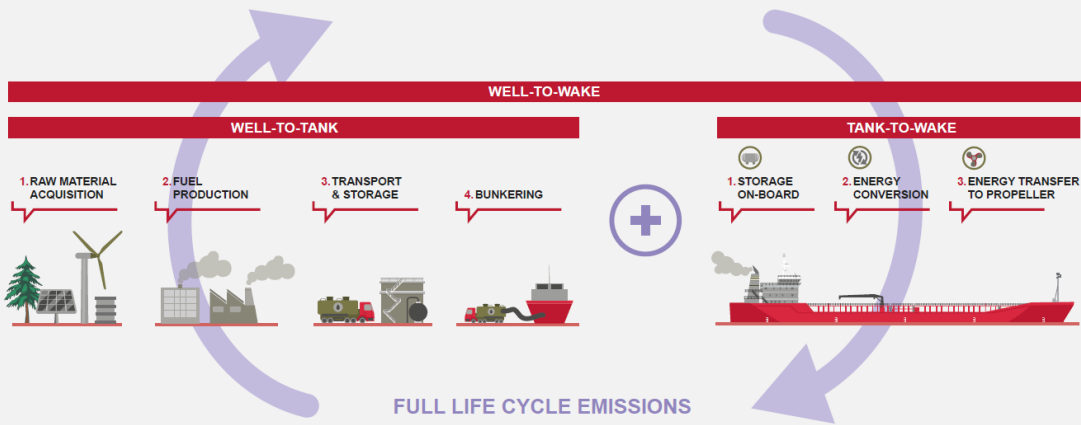 WELL-TO-WAKE
WELL-TO-TANK
TANK-TO-WAKE
1. RAW MATERIAL
ACQUISITION
2. FUEL
PRODUCTION
3. TRANSPORT
& STORAGE
4. BUNKERING
1. STORAGE
ON-BOARD
2. ENERGY
CONVERSION
3. ENERGY TRANSFER
TO PROPELLER
FULL LIFE CYCLE EMISSIONS